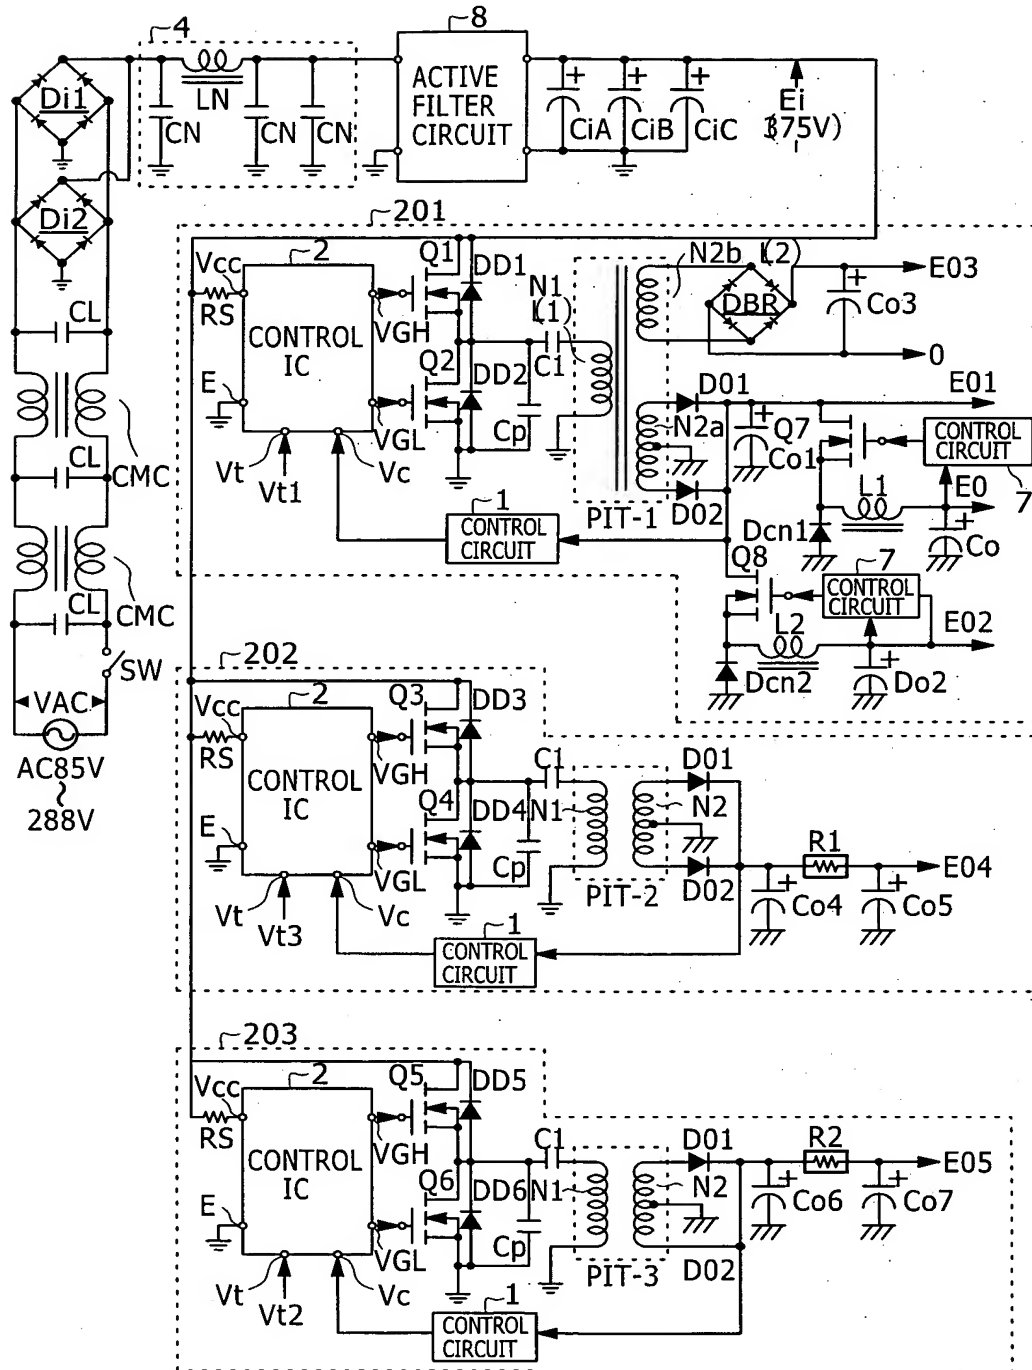 4
8
Di1
LN
CN
CN
CN
ACTIVE
FILTER
CIRCUIT
CiA
CiB
CiC
Ei
(375V)
Di2
201
CL
Vcc
2
RS
CONTROL
IC
E
VGH
VGL
Q1
DD1
Q2
DD2
Cp
N1
(L1)
C1
N2b
(L2)
DBR
Co3
E03
0
D01
E01
N2a
Q7
Co1
CONTROL
CIRCUIT
7
L1
E0
Dcn1
Co
D02
PIT-1
CL
CMC
Vt
Vt1
Vc
1
CONTROL
CIRCUIT
Q8
7
CONTROL
CIRCUIT
L2
E02
Dcn2
Do2
CL
CMC
SW
VAC
AC85V
~
288V
202
Vcc
2
RS
CONTROL
IC
E
VGH
VGL
Q3
DD3
Q4
DD4
Cp
C1
N1
PIT-2
D01
N2
D02
R1
E04
Co4
Co5
Vt
Vt3
Vc
1
CONTROL
CIRCUIT
203
Vcc
2
RS
CONTROL
IC
E
VGH
VGL
Q5
DD5
Q6
DD6
Cp
C1
N1
PIT-3
D01
N2
D02
R2
E05
Co6
Co7
Vt
Vt2
Vc
1
CONTROL
CIRCUIT